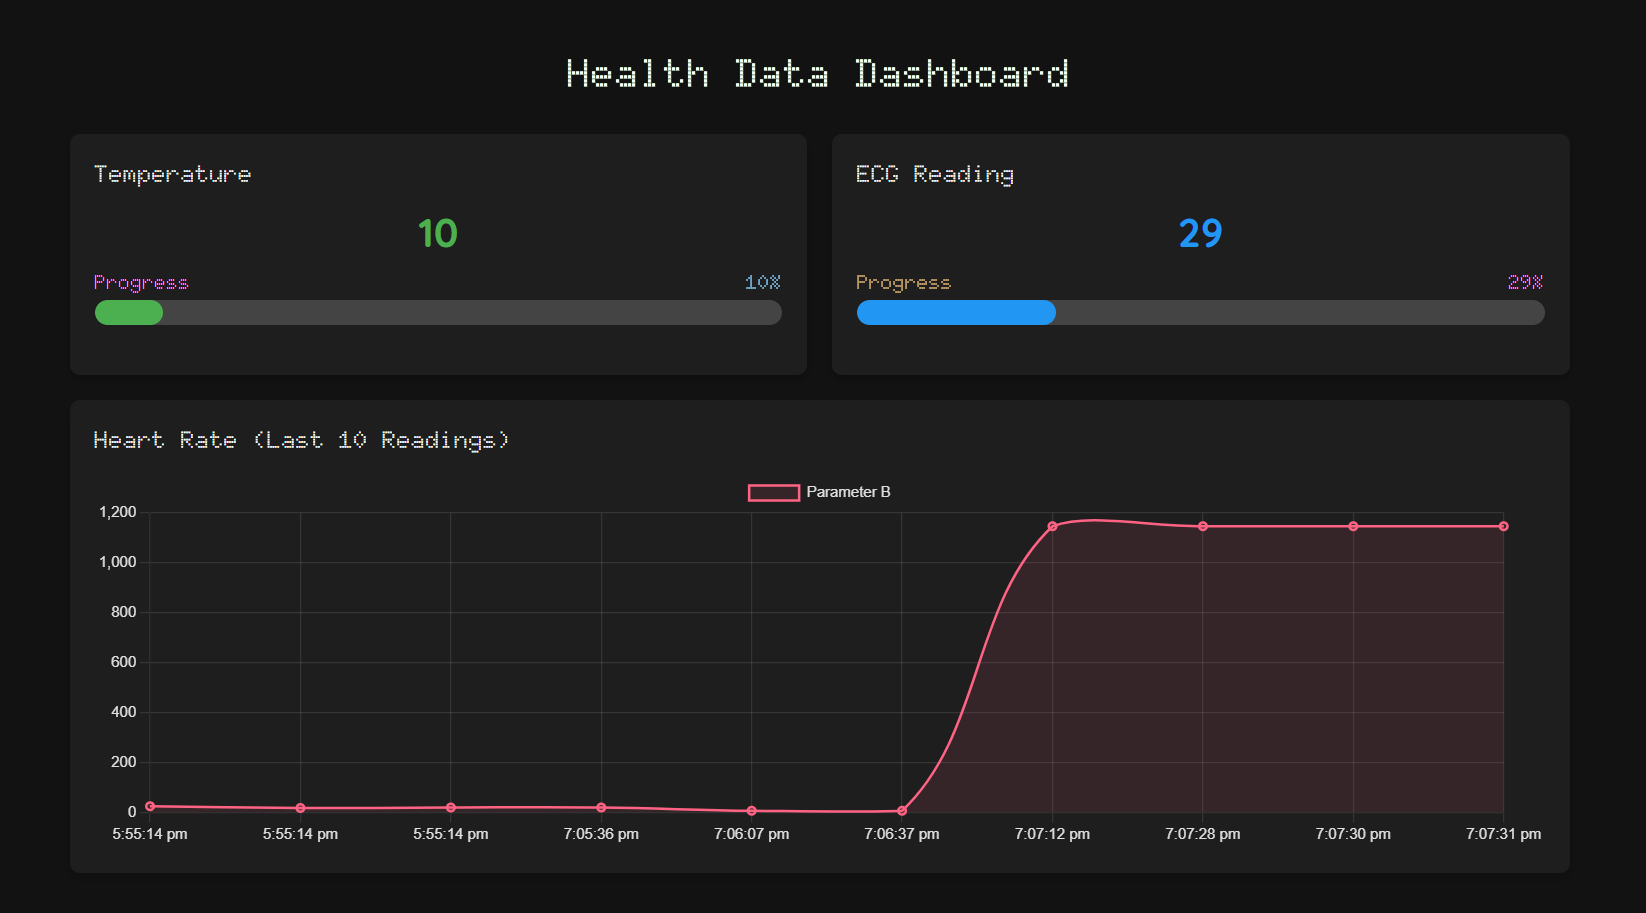 Health Data Dashboard
Temperature
10
Progress 10%
ECG Reading
29
Progress 29%
Heart Rate (Last 10 Readings)
Parameter B
1,200
1,000
800
600
400
200
0
5:55:14 pm 5:55:14 pm 5:55:14 pm 7:05:36 pm 7:06:07 pm 7:06:37 pm 7:07:12 pm 7:07:28 pm 7:07:30 pm 7:07:31 pm